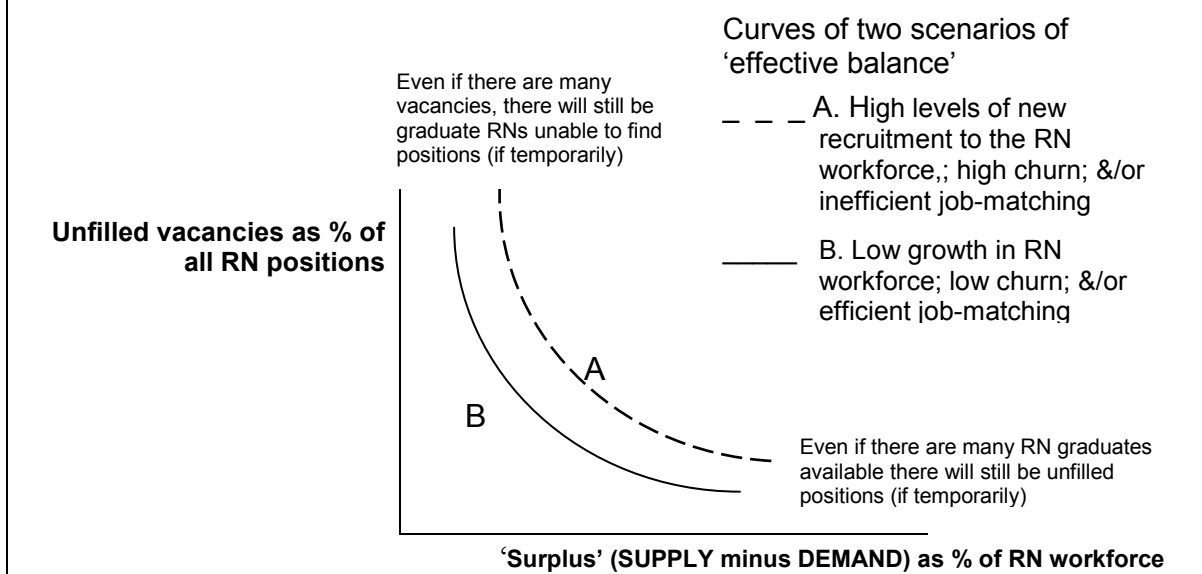 Curves of two scenarios of
‘effective balance’
Even if there are many
vacancies, there will still be
graduate RNs unable to find
positions (if temporarily)
_ _ _ A. High levels of new
recruitment to the RN
workforce,; high churn; &/or
inefficient job-matching
Unfilled vacancies as % of
all RN positions
_____ B. Low growth in RN
workforce; low churn; &/or
efficient job-matching
A
B
Even if there are many RN graduates
available there will still be unfilled
positions (if temporarily)
‘Surplus’ (SUPPLY minus DEMAND) as % of RN workforce